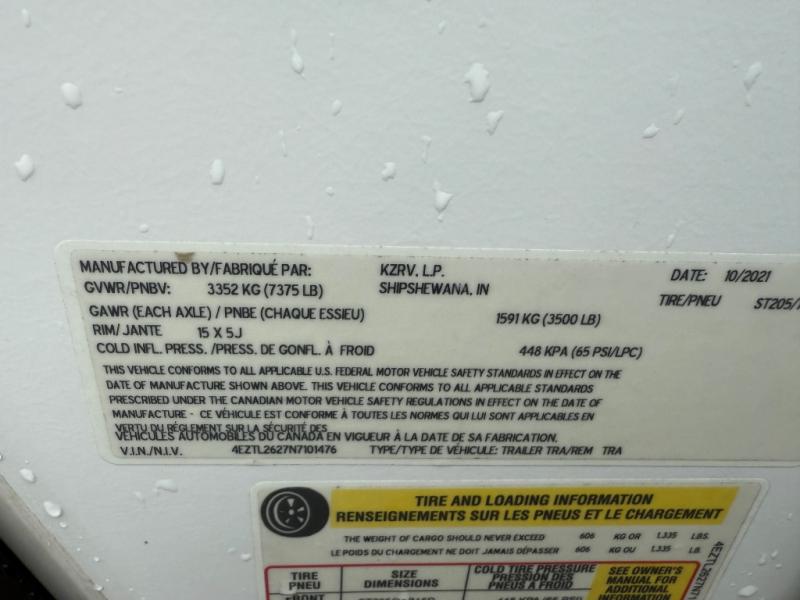 MANUFACTURED BY/FABRIQUÉ PAR: KZRV, L.P. DATE: 10/2021
GVWR/PNBV: 3352 KG (7375 LB) SHIPSHEWANA, IN TIRE/PNEU ST205/
GAWR (EACH AXLE) / PNBE (CHAQUE ESSIEU) 1591 KG (3500 LB)
RIM/ JANTE 15 X 5J
COLD INFL. PRESS. /PRESS. DE GONFL. À FROID 448 KPA (65 PSI/LPC)
THIS VEHICLE CONFORMS TO ALL APPLICABLE U.S. FEDERAL MOTOR VEHICLE SAFETY STANDARDS IN EFFECT ON THE
DATE OF MANUFACTURE SHOWN ABOVE. THIS VEHICLE CONFORMS TO ALL APPLICABLE STANDARDS
PRESCRIBED UNDER THE CANADIAN MOTOR VEHICLE SAFETY REGULATIONS IN EFFECT ON THE DATE OF
MANUFACTURE - CE VÉHICULE EST CONFORME À TOUTES LES NORMES QUI LUI SONT APPLICABLES EN
VERTU DU RÉGLEMENT SUR LA SÉCURITÉ DES
VÉHICULES AUTOMOBILES DU CANADA EN VIGUEUR À LA DATE DE SA FABRICATION.
V.I.N./N.I.V. 4EZTL2627N7101476 TYPE/TYPE DE VÉHICULE: TRAILER TRA/REM TRA
TIRE AND LOADING INFORMATION
RENSEIGNEMENTS SUR LES PNEUS ET LE CHARGEMENT
THE WEIGHT OF CARGO SHOULD NEVER EXCEED 606 KG OR 1,335 LBS.
LE POIDS DU CHARGEMENT NE DOIT JAMAIS DÉPASSER 606 KG OU 1,335 LB.
TIRE SIZE COLD TIRE PRESSURE SEE OWNER'S
PNEU DIMENSIONS PRESSION DES PNEUS A FROID MANUAL FOR
ADDITIONAL
FRONT INFORMATION
4EZTL2627N7